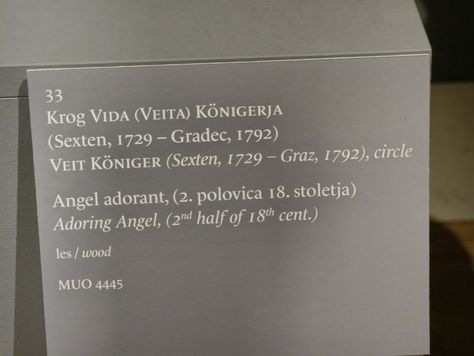 33
Krog VIDA (VEITA) KÖNIGERJA
(Sexten, 1729 – Gradec, 1792)
VEIT KÖNIGER (Sexten, 1729 – Graz, 1792), circle
Angel adorant, (2. polovica 18. stoletja)
Adoring Angel, (2nd half of 18th cent.)
les / wood
MUO 4445